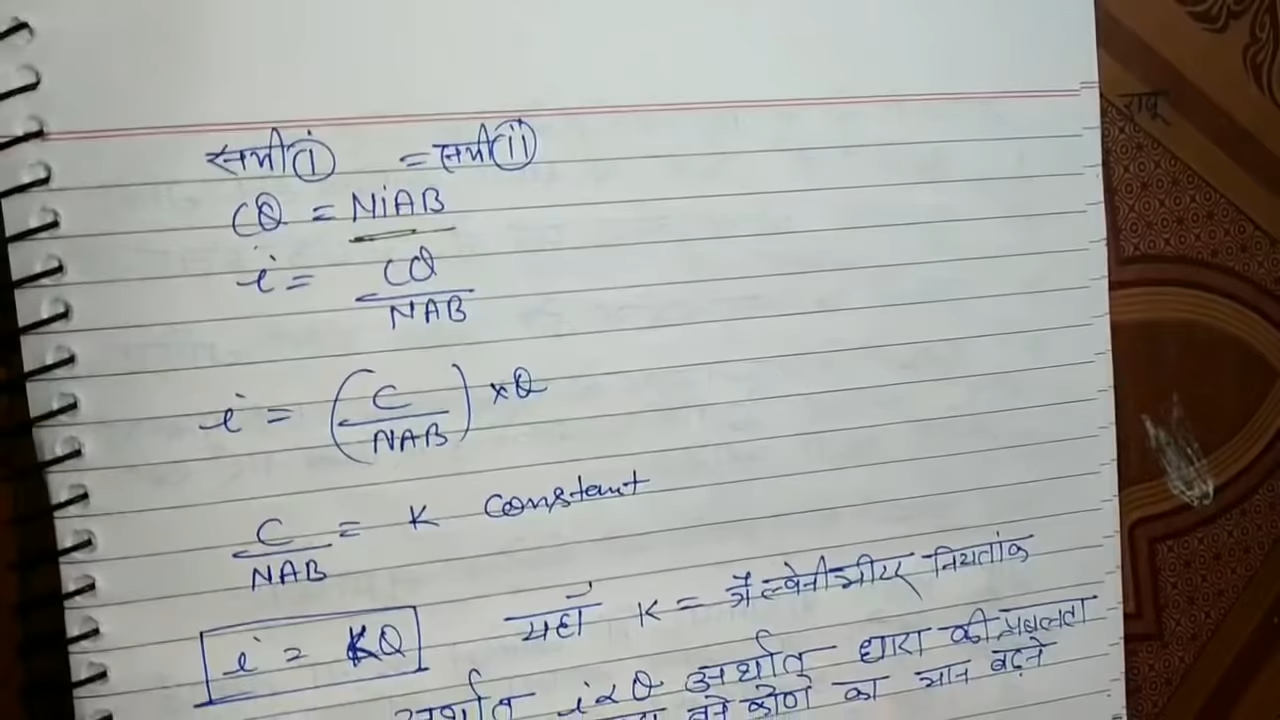 समी(i) = समी(ii)
Cθ = NiAB
i = Cθ/NAB
i = (C/NAB) ×θ
C/NAB = K Constant
यहाँ K = गैल्वेनोमीटर नियतांक
i = Kθ
अर्थात i∝θ अर्थात धारा की प्रबलता
बने कोण का मान बढ़ने
राबू